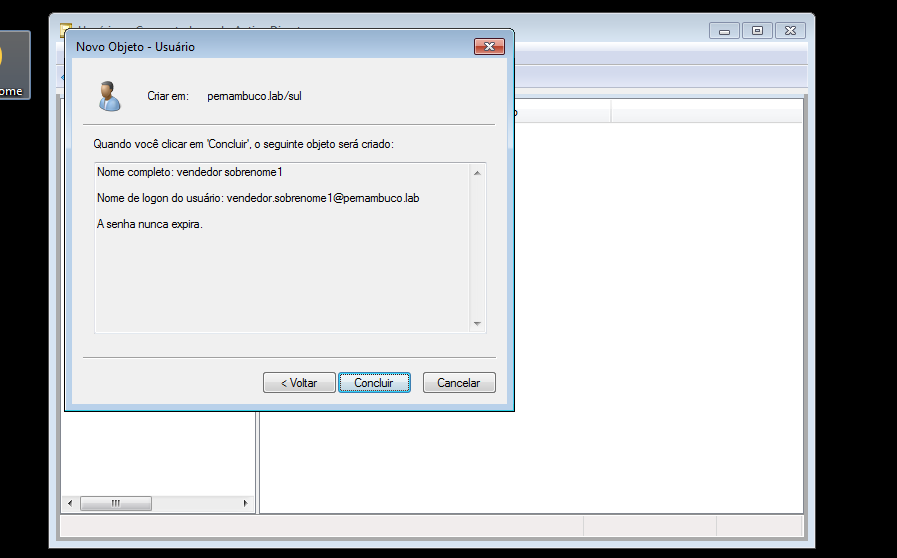 Novo Objeto - Usuário
ome
Criar em: pernambuco.lab/sul
Quando você clicar em 'Concluir', o seguinte objeto será criado:
Nome completo: vendedor sobrenome1
Nome de logon do usuário: vendedor.sobrenome1@pernambuco.lab
A senha nunca expira.
< Voltar
Concluir
Cancelar